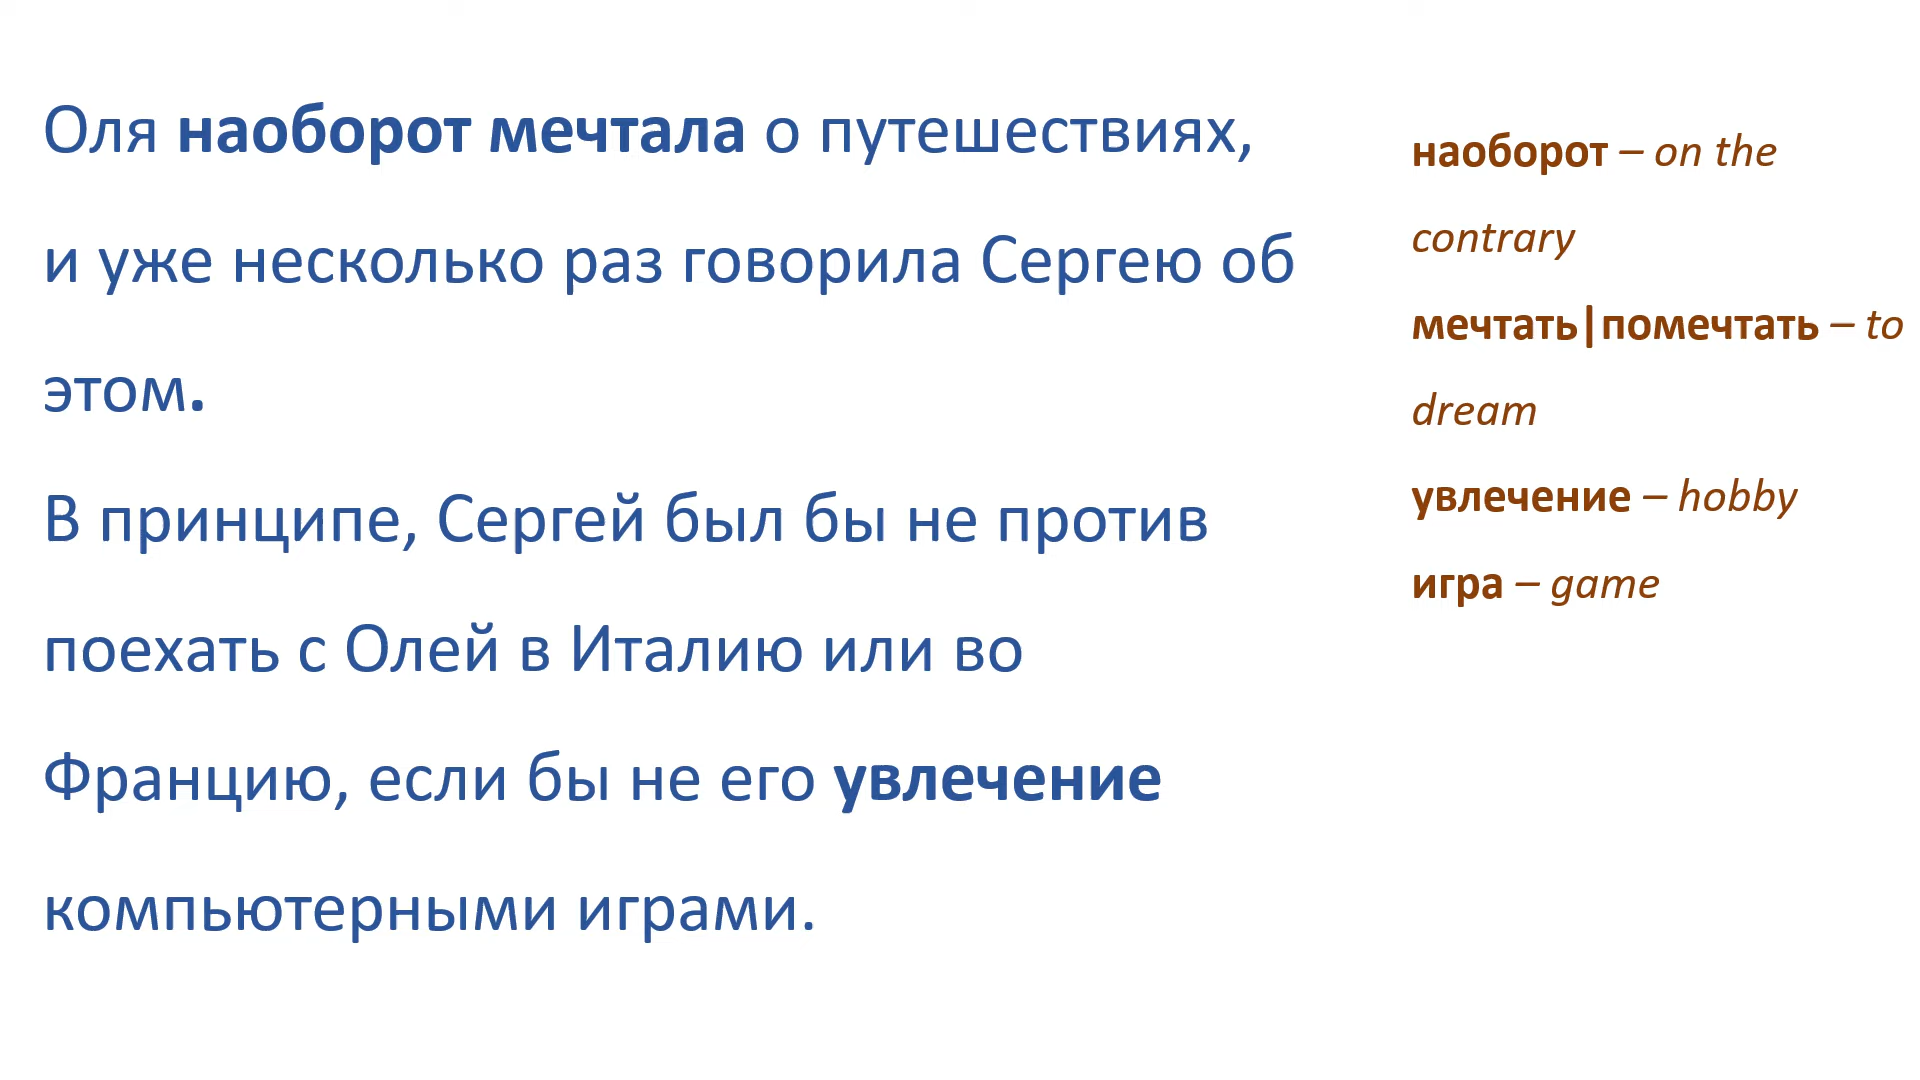 Оля наоборот мечтала о путешествиях,
и уже несколько раз говорила Сергею об
этом.
В принципе, Сергей был бы не против
поехать с Олей в Италию или во
Францию, если бы не его увлечение
компьютерными играми.
наоборот – on the
contrary
мечтать|помечтать – to
dream
увлечение – hobby
игра – game